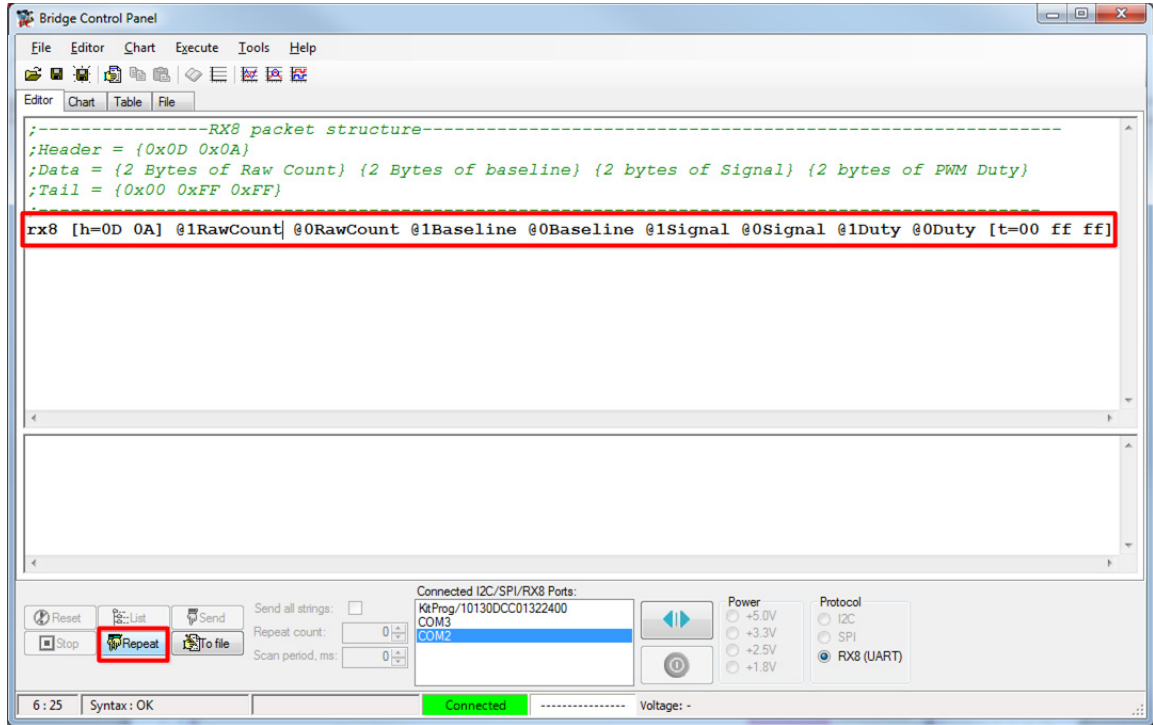 Bridge Control Panel
File Editor Chart Execute Tools Help
Editor Chart Table File
;----------------RX8 packet structure------------------------------------------------------------
;Header = {0x0D 0x0A}
;Data = {2 Bytes of Raw Count} {2 Bytes of baseline} {2 bytes of Signal} {2 bytes of PWM Duty}
;Tail = {0x00 0xFF 0xFF}
;-----------------------------------------------------------------------------------------------
rx8 [h=0D 0A] @1RawCount @0RawCount @1Baseline @0Baseline @1Signal @0Signal @1Duty @0Duty [t=00 ff ff]
Connected I2C/SPI/RX8 Ports:
Reset List Send Send all strings:
Stop Repeat To file Repeat count: 0
Scan period, ms: 0
KitProg/10130DCC01322400
COM3
COM2
Power
+5.0V
+3.3V
+2.5V
+1.8V
Protocol
I2C
SPI
RX8 (UART)
6 : 25 Syntax : OK Connected ---------------- Voltage: -